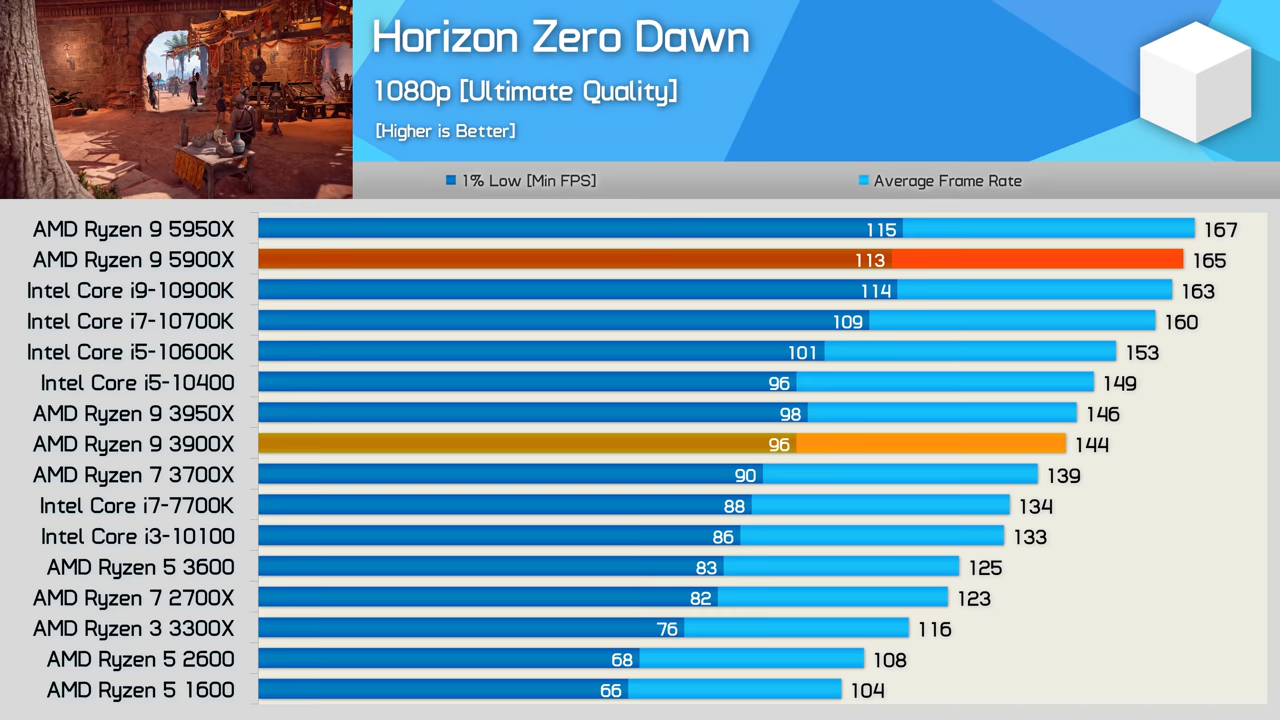 Horizon Zero Dawn
1080p [Ultimate Quality]
[Higher is Better]
1% Low [Min FPS] Average Frame Rate
AMD Ryzen 9 5950X 115 167
AMD Ryzen 9 5900X 113 165
Intel Core i9-10900K 114 163
Intel Core i7-10700K 109 160
Intel Core i5-10600K 101 153
Intel Core i5-10400 96 149
AMD Ryzen 9 3950X 98 146
AMD Ryzen 9 3900X 96 144
AMD Ryzen 7 3700X 90 139
Intel Core i7-7700K 88 134
Intel Core i3-10100 86 133
AMD Ryzen 5 3600 83 125
AMD Ryzen 7 2700X 82 123
AMD Ryzen 3 3300X 76 116
AMD Ryzen 5 2600 68 108
AMD Ryzen 5 1600 66 104